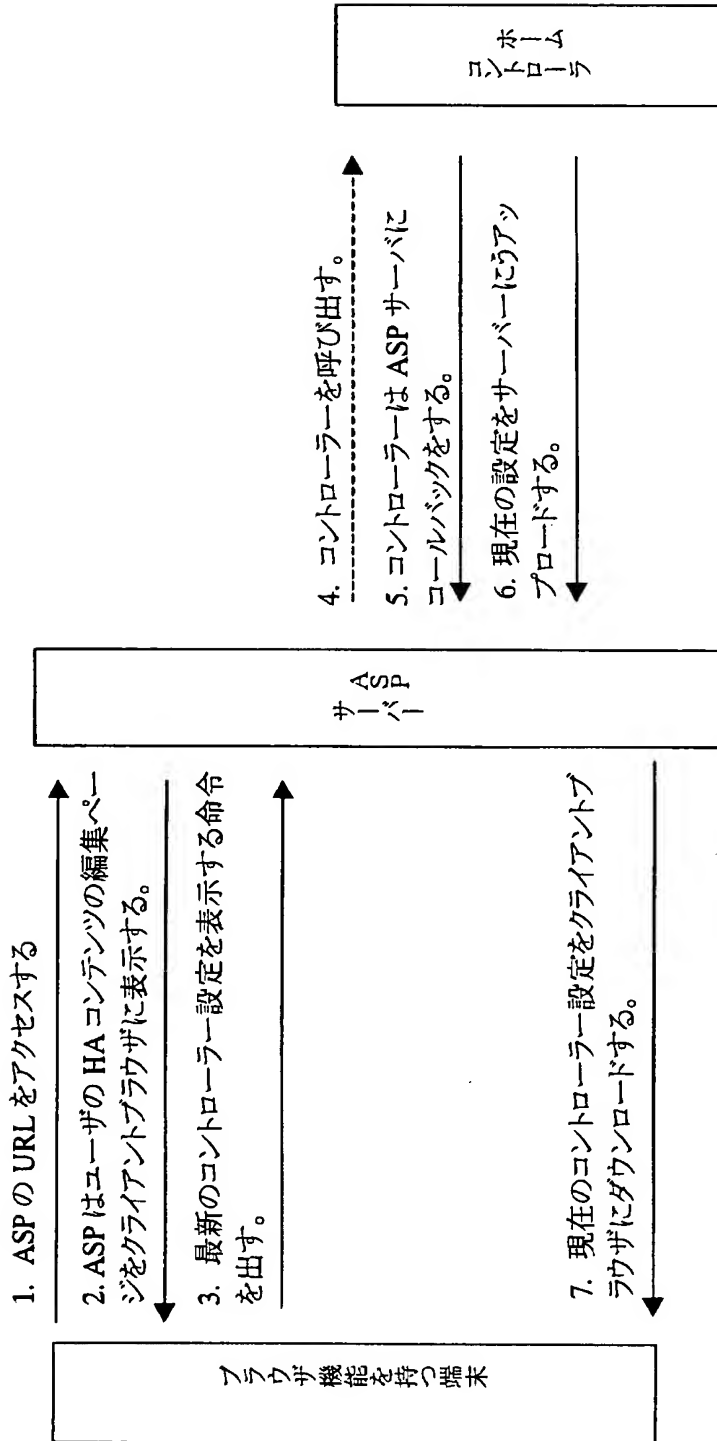 1. ASP の URL をアクセスする
2. ASP はユーザの HA コンテンツの編集ペー
ジをクライアントブラウザに表示する。
3. 最新のコントローラー設定を表示する命令
を出す。
4. コントローラーを呼び出す。
5. コントローラーは ASP サーバに
コールバックをする。
6. 現在の設定をサーバーにうアッ
プロードする。
7. 現在のコントローラー設定をクライアントブ
ラウザにダウンロードする。
ブラウザ機能を持つ端末
ASP
サーバー
ホーム
コントローラ